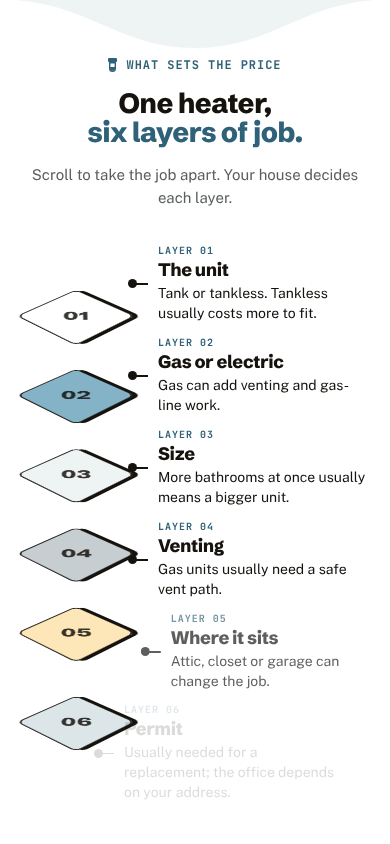 WHAT SETS THE PRICE
One heater,
six layers of job.
Scroll to take the job apart. Your house decides
each layer.
LAYER 01
The unit
Tank or tankless. Tankless
usually costs more to fit.
01
LAYER 02
Gas or electric
Gas can add venting and gas-
line work.
02
LAYER 03
Size
More bathrooms at once usually
means a bigger unit.
03
LAYER 04
Venting
Gas units usually need a safe
vent path.
04
LAYER 05
Where it sits
Attic, closet or garage can
change the job.
05
LAYER 06
Permit
Usually needed for a
replacement; the office depends
on your address.
06